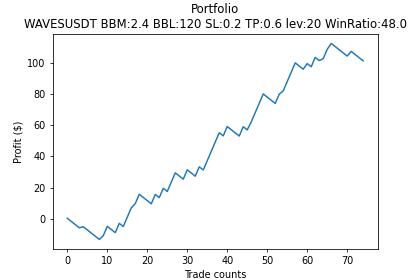 Portfolio
WAVESUSDT BBM:2.4 BBL:120 SL:0.2 TP:0.6 lev:20 WinRatio:48.0
100
80
60
40
20
0
Profit ($)
0 10 20 30 40 50 60 70
Trade counts